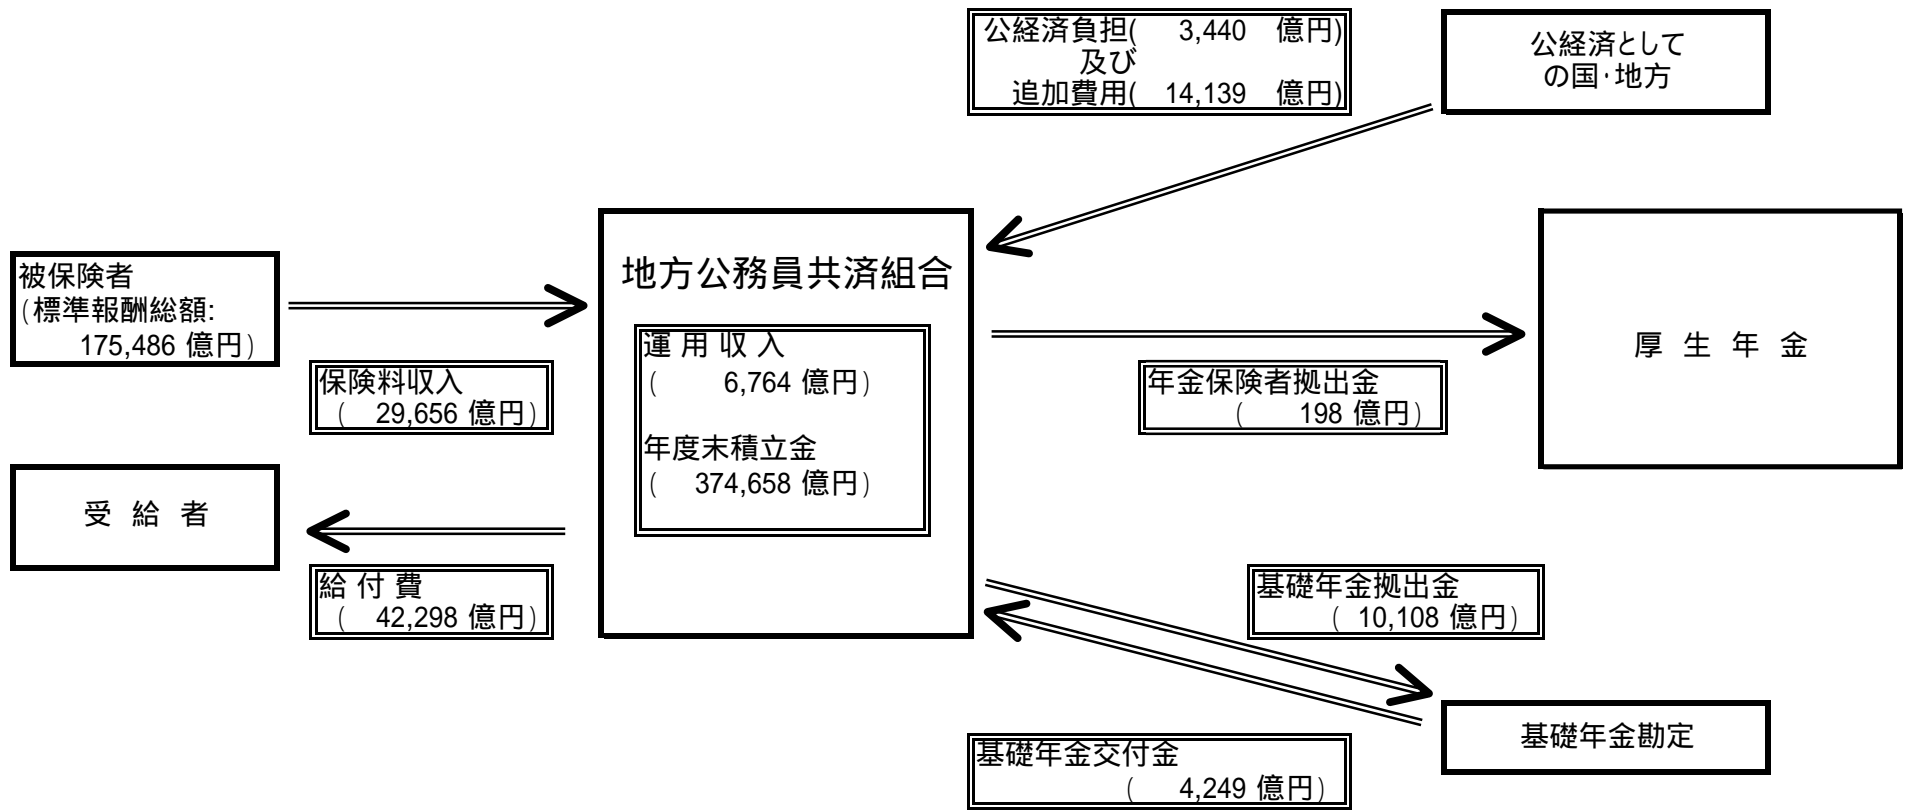 公経済負担( 3,440 億円)
及び
追加費用( 14,139 億円)
公経済として
の国・地方
被保険者
(標準報酬総額:
175,486 億円)
保険料収入
( 29,656 億円)
受 給 者
給 付 費
( 42,298 億円)
地方公務員共済組合
運 用 収 入
( 6,764 億円)
年度末積立金
( 374,658 億円)
年金保険者拠出金
( 198 億円)
厚 生 年 金
基礎年金拠出金
( 10,108 億円)
基礎年金交付金
( 4,249 億円)
基礎年金勘定